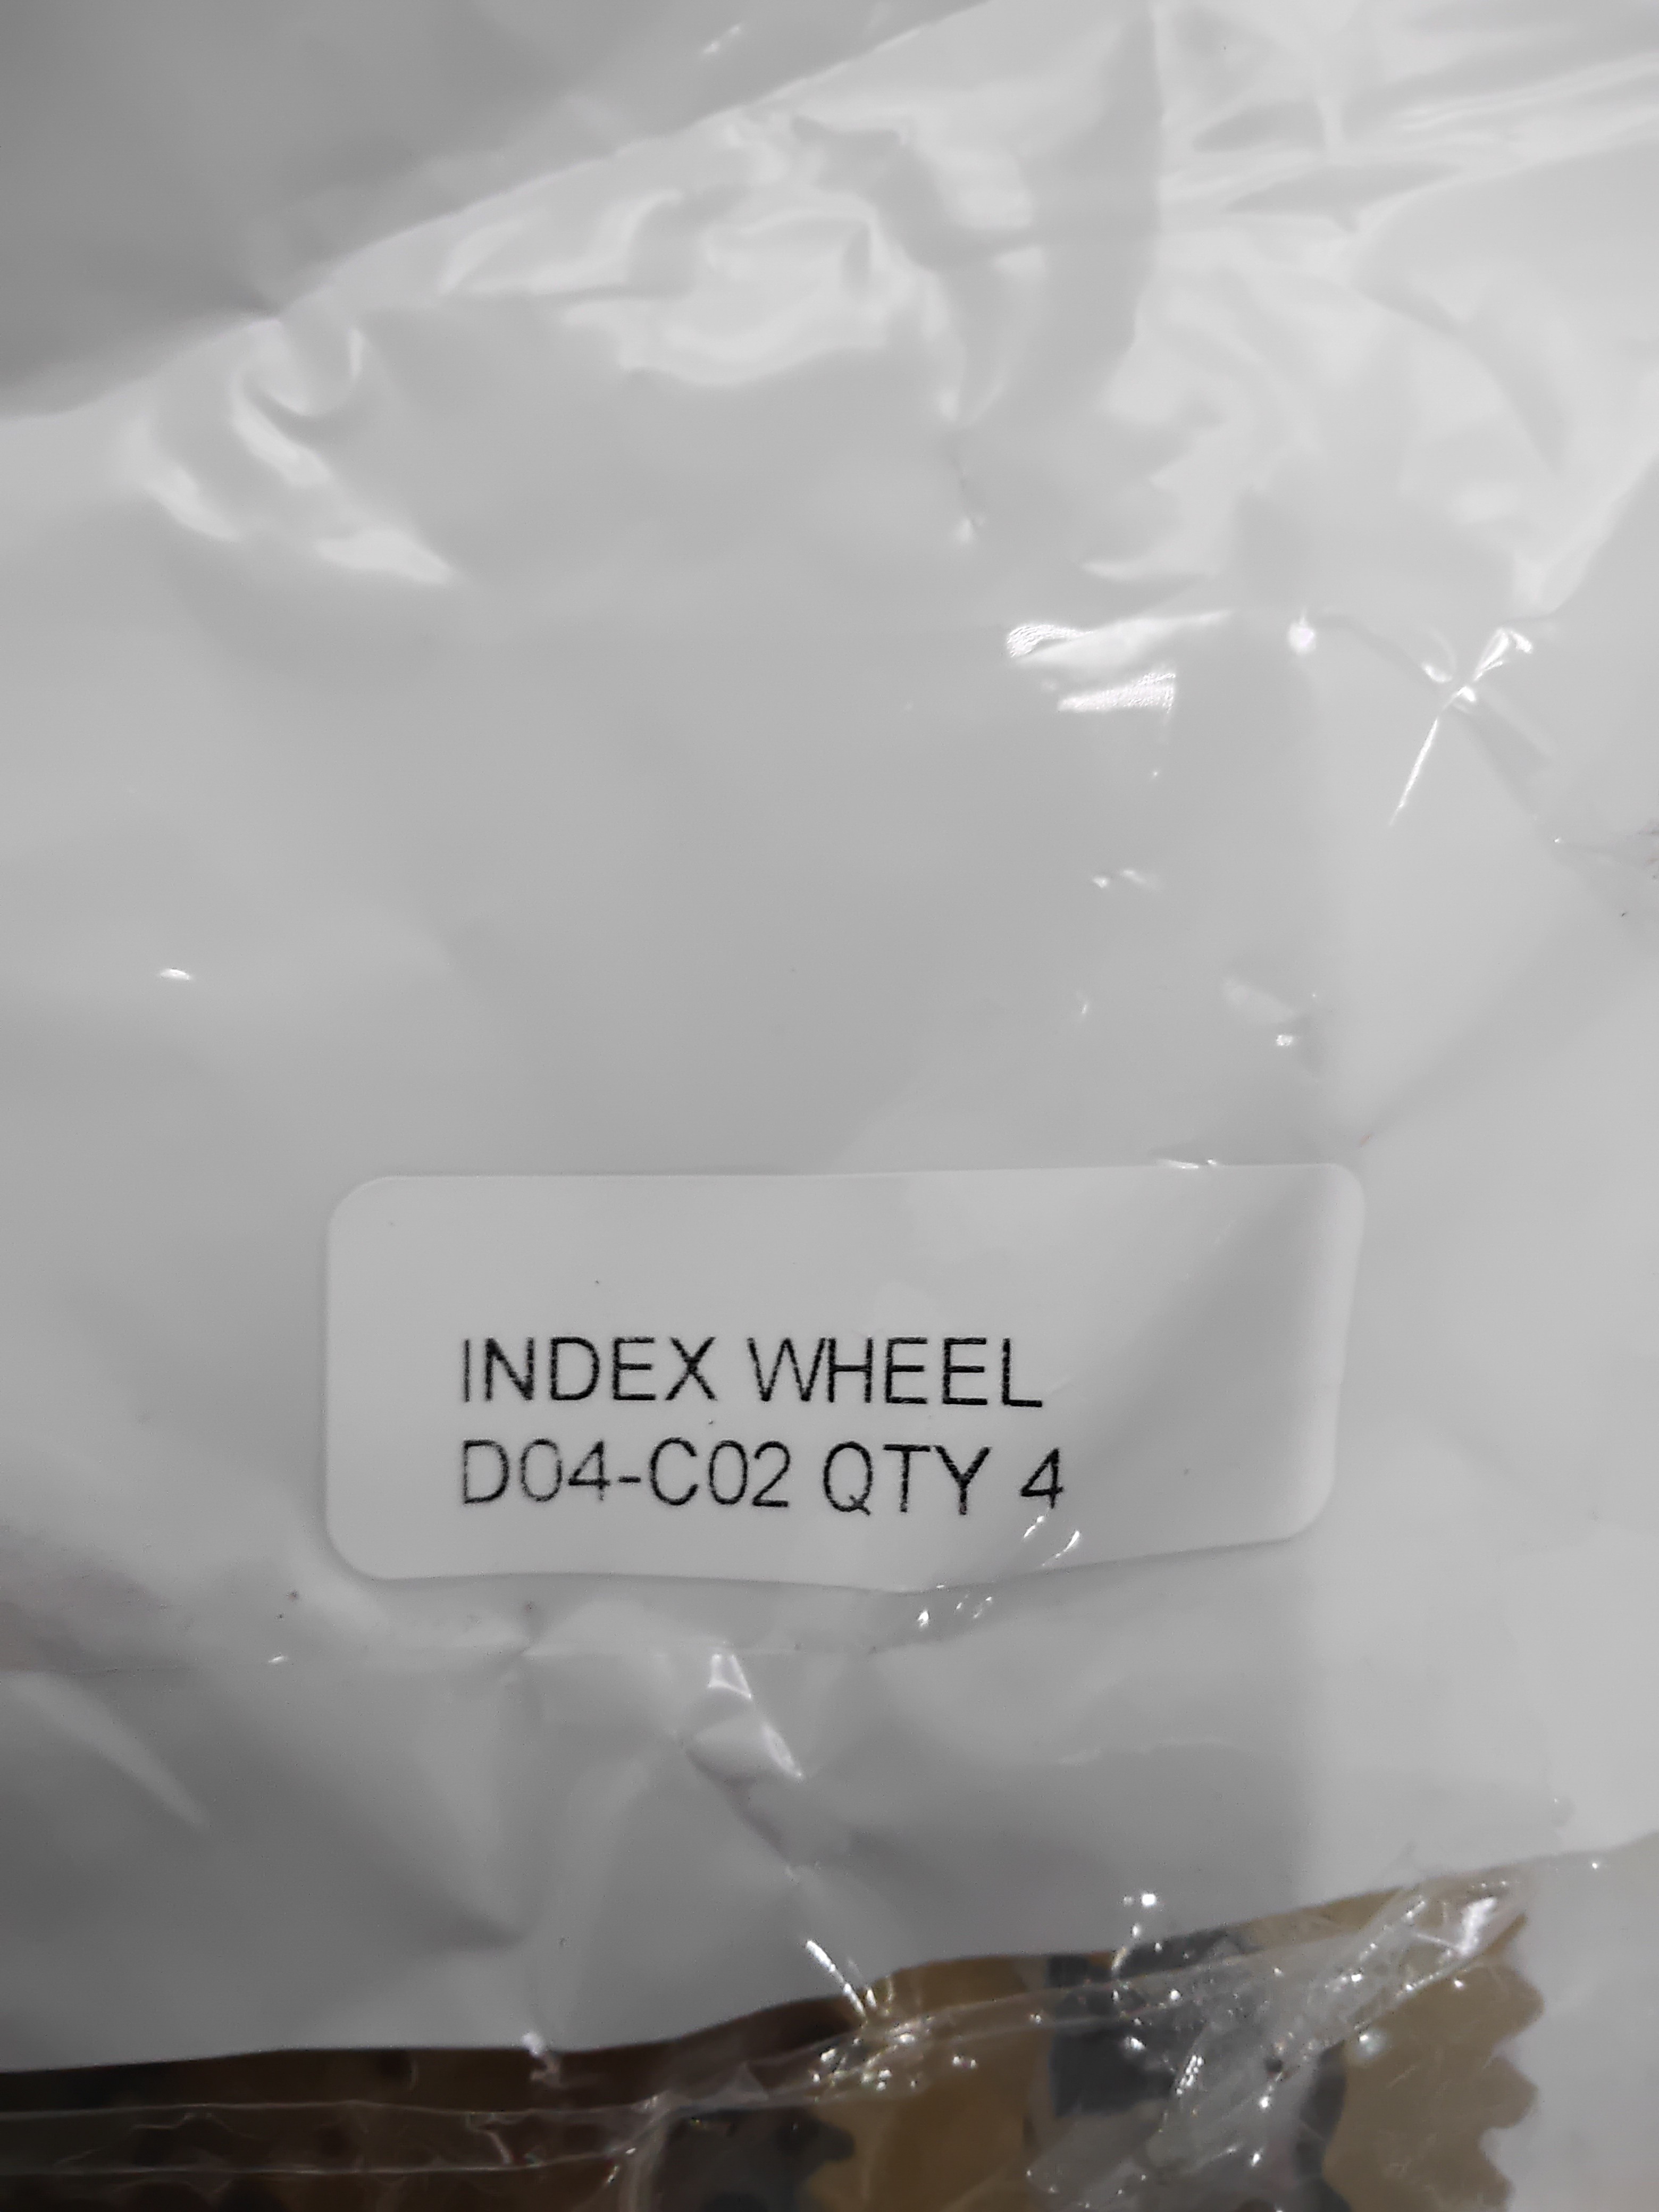 INDEX WHEEL
D04-C02 QTY 4